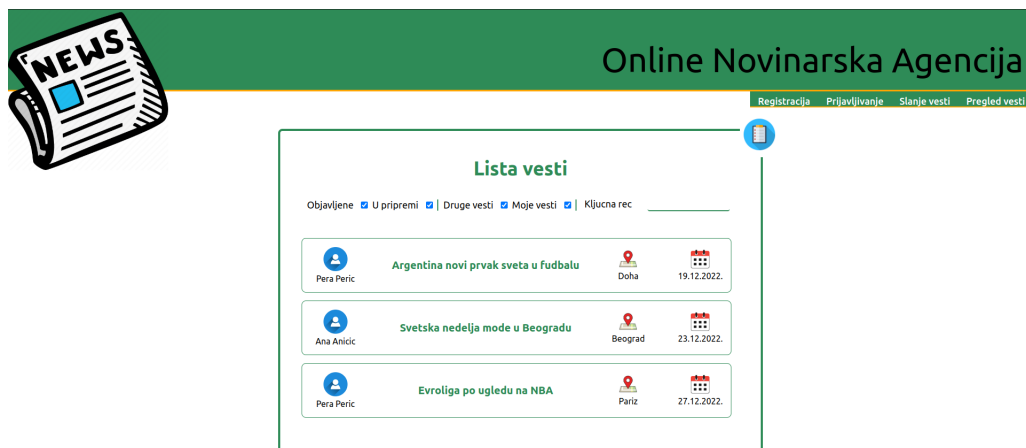 NEWS
Online Novinarska Agencija
Registracija Prijavljivanje Slanje vesti Pregled vesti
Lista vesti
Objavljene U pripremi | Druge vesti Moje vesti | Kljucna rec
Argentina novi prvak sveta u fudbalu
Pera Peric Doha 19.12.2022.
Svetska nedelja mode u Beogradu
Ana Anicic Beograd 23.12.2022.
Evroliga po ugledu na NBA
Pera Peric Pariz 27.12.2022.